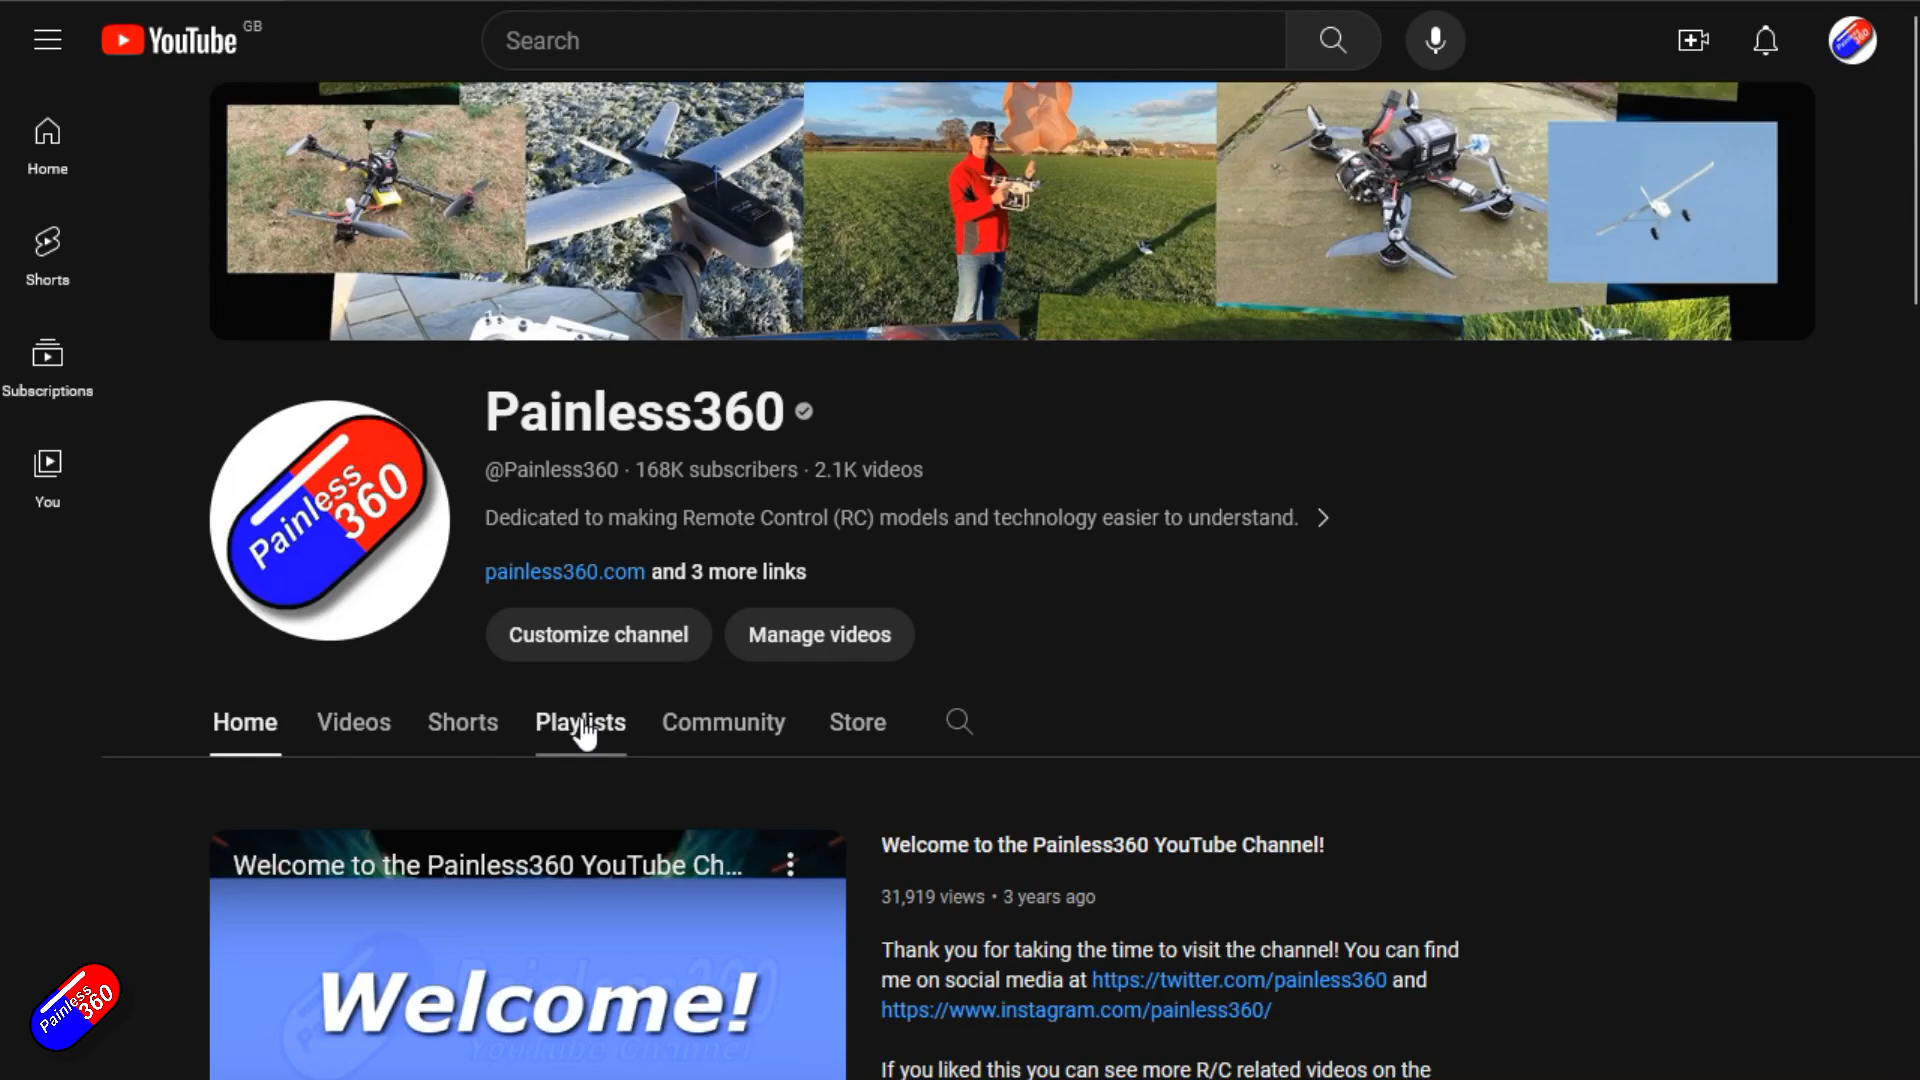 YouTube GB
Search
Home
Shorts
Subscriptions
You
Painless360
@Painless360 · 168K subscribers · 2.1K videos
Dedicated to making Remote Control (RC) models and technology easier to understand.
painless360.com and 3 more links
Customize channel
Manage videos
Painless
360
Home
Videos
Shorts
Playlists
Community
Store
Welcome to the Painless360 YouTube Ch...
Welcome!
YouTube Channel
Welcome to the Painless360 YouTube Channel!
31,919 views • 3 years ago
Thank you for taking the time to visit the channel! You can find
me on social media at https://twitter.com/painless360 and
https://www.instagram.com/painless360/
If you liked this you can see more R/C related videos on the
Painless
360